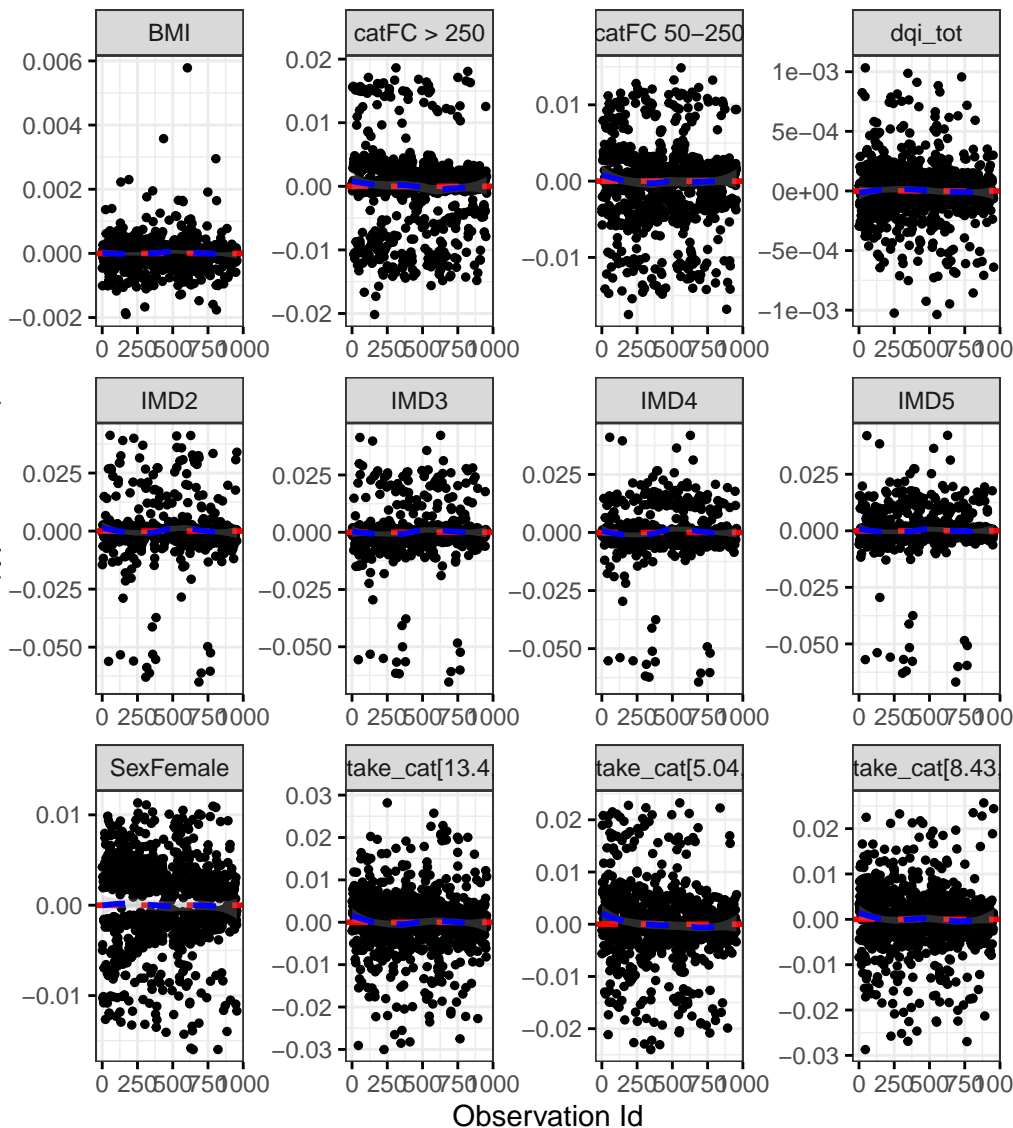 BMI catFC > 250 catFC 50−250 dqi_tot
0.006 0.02 0.01 1e−03
0.004 0.01 0.00 5e−04
0.002 0.00 −0.01 0e+00
0.000 −0.01 −5e−04
−0.002 −0.02 −1e−03
0 250 500 750 1000 0 250 500 750 1000 0 250 500 750 1000 0 250 500 750 100
IMD2 IMD3 IMD4 IMD5
0.025 0.025 0.025 0.025
0.000 0.000 0.000 0.000
−0.025 −0.025 −0.025 −0.025
−0.050 −0.050 −0.050 −0.050
0 250 500 750 1000 0 250 500 750 1000 0 250 500 750 1000 0 250 500 750 100
SexFemale take_cat[13.4, take_cat[5.04, take_cat[8.43,
0.01 0.03 0.02 0.02
0.00 0.02 0.01 0.01
−0.01 0.01 0.00 0.00
0.00 −0.01 −0.01
−0.01 −0.02 −0.02
−0.02 −0.03
−0.03
0 250 500 750 1000 0 250 500 750 1000 0 250 500 750 1000 0 250 500 750 100
Observation Id